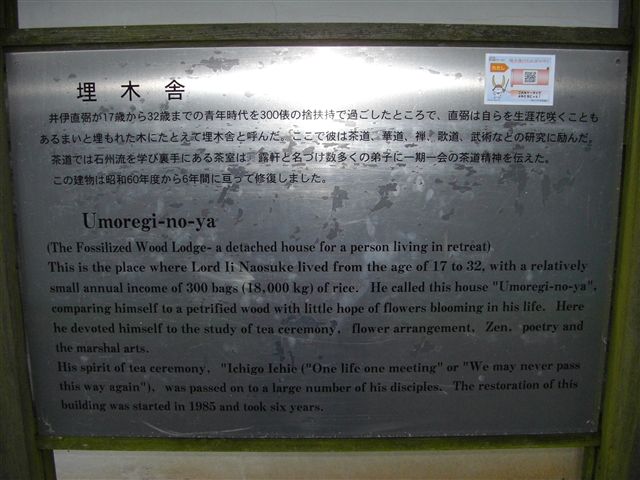 埋木舎
井伊直弼が17歳から32歳までの青年時代を300俵の捨扶持で過ごしたところで、直弼は自らを生涯花咲くことも
あるまいと埋もれた木にたとえて埋木舎と呼んだ。ここで彼は茶道、華道、禅、歌道、武術などの研究に励んだ。
茶道では石州流を学び裏手にある茶室は、露軒と名づけ数多くの弟子に一期一会の茶道精神を伝えた。
この建物は昭和60年度から6年間に亘って修復しました。
Umoregi-no-ya
(The Fossilized Wood Lodge- a detached house for a person living in retreat)
This is the place where Lord Ii Naosuke lived from the age of 17 to 32, with a relatively
small annual income of 300 bags (18,000 kg) of rice. He called this house "Umoregi-no-ya",
comparing himself to a petrified wood with little hope of flowers blooming in his life. Here
he devoted himself to the study of tea ceremony, flower arrangement, Zen, poetry and
the marshal arts.
His spirit of tea ceremony, "Ichigo Ichie ("One life one meeting" or "We may never pass
this way again"), was passed on to a large number of his disciples. The restoration of this
building was started in 1985 and took six years.